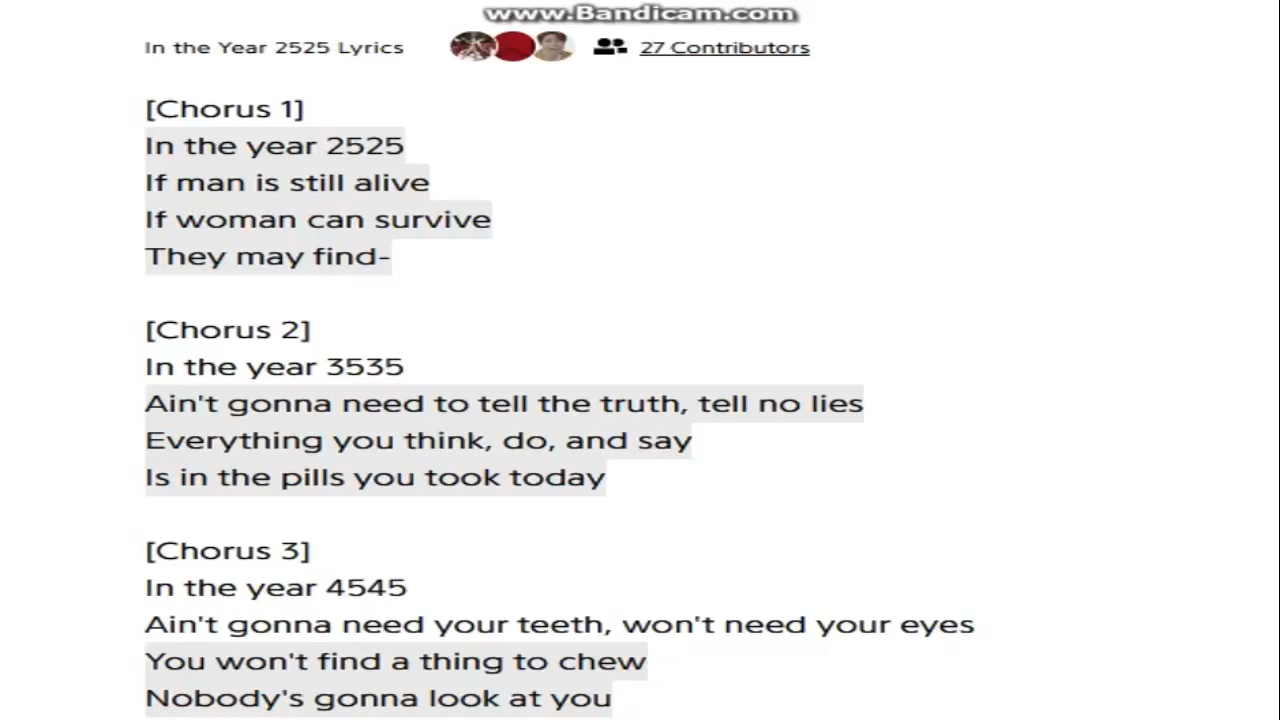 www.Bandicam.com
In the Year 2525 Lyrics 27 Contributors
[Chorus 1]
In the year 2525
If man is still alive
If woman can survive
They may find-
[Chorus 2]
In the year 3535
Ain't gonna need to tell the truth, tell no lies
Everything you think, do, and say
Is in the pills you took today
[Chorus 3]
In the year 4545
Ain't gonna need your teeth, won't need your eyes
You won't find a thing to chew
Nobody's gonna look at you